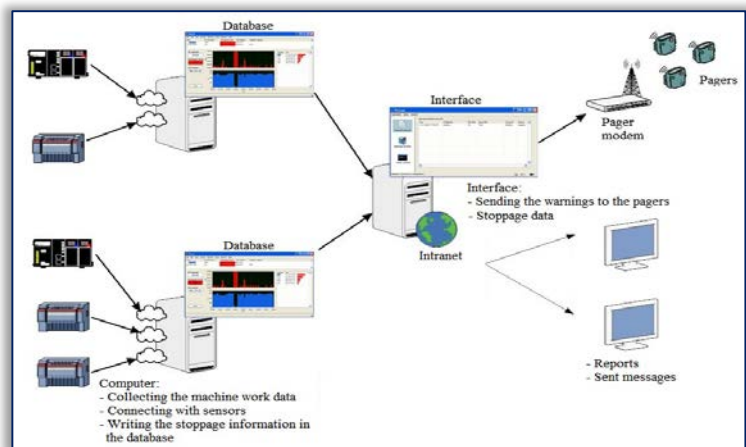 Database
Interface
Pagers
Pager
modem
Interface:
- Sending the warnings to the pagers
- Stoppage data
Database
Intranet
Computer:
- Collecting the machine work data
- Connecting with sensors
- Writing the stoppage information in
the database
- Reports
- Sent messages